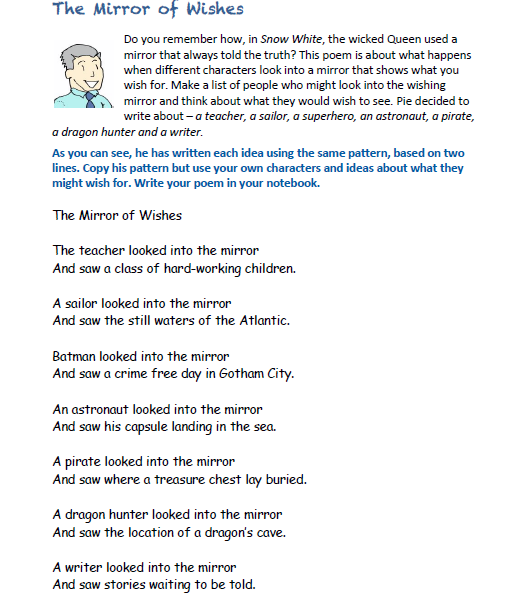 The Mirror of Wishes
Do you remember how, in Snow White, the wicked Queen used a
mirror that always told the truth? This poem is about what happens
when different characters look into a mirror that shows what you
wish for. Make a list of people who might look into the wishing
mirror and think about what they would wish to see. Pie decided to
write about – a teacher, a sailor, a superhero, an astronaut, a pirate,
a dragon hunter and a writer.
As you can see, he has written each idea using the same pattern, based on two
lines. Copy his pattern but use your own characters and ideas about what they
might wish for. Write your poem in your notebook.
The Mirror of Wishes
The teacher looked into the mirror
And saw a class of hard-working children.
A sailor looked into the mirror
And saw the still waters of the Atlantic.
Batman looked into the mirror
And saw a crime free day in Gotham City.
An astronaut looked into the mirror
And saw his capsule landing in the sea.
A pirate looked into the mirror
And saw where a treasure chest lay buried.
A dragon hunter looked into the mirror
And saw the location of a dragon's cave.
A writer looked into the mirror
And saw stories waiting to be told.